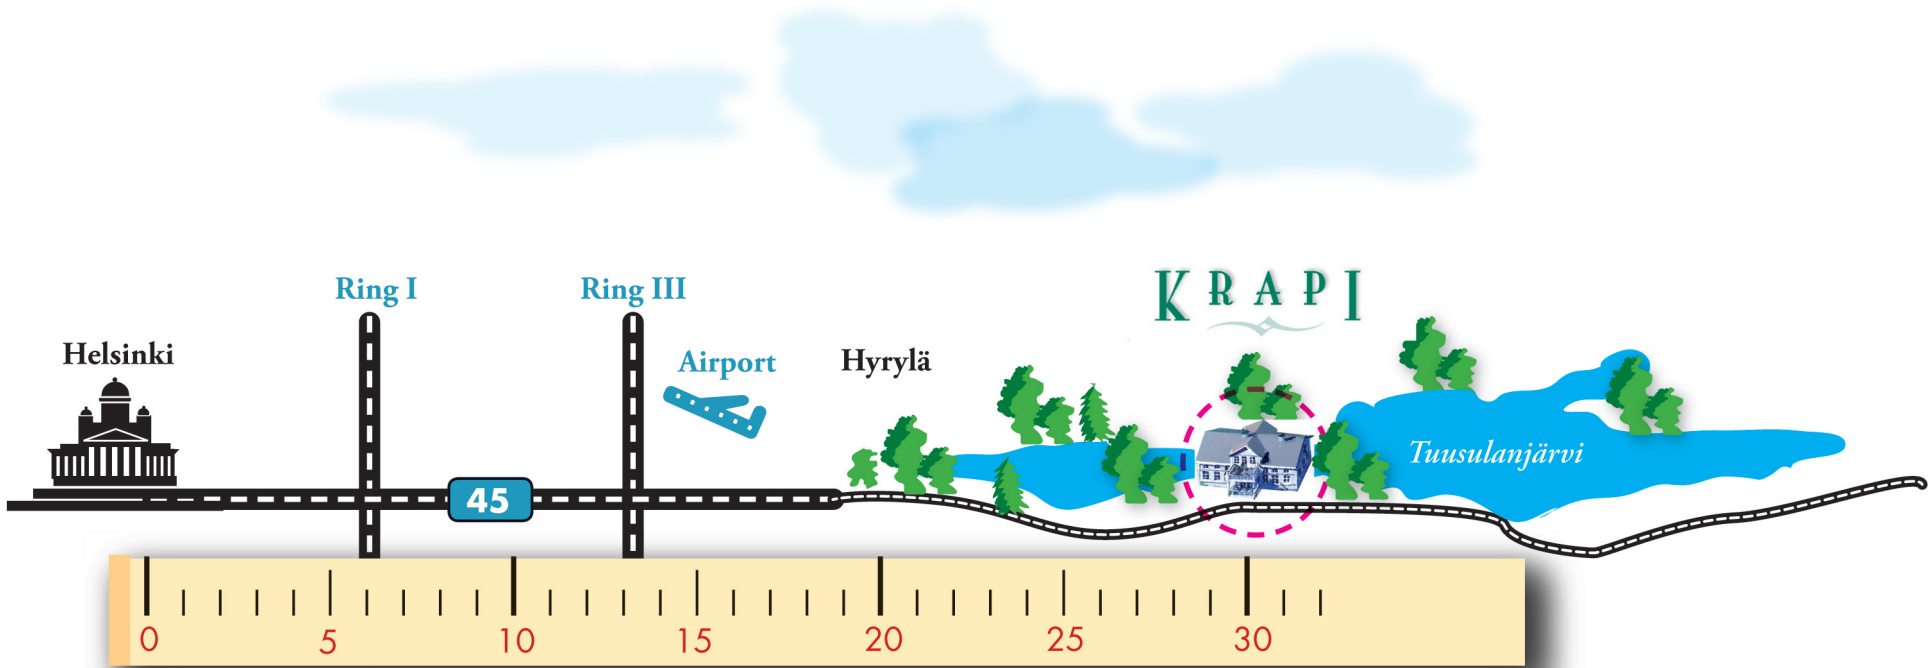 KRAPI
Ring I
Ring III
Helsinki
Airport
Hyrylä
Tuusulanjärvi
45
0 5 10 15 20 25 30